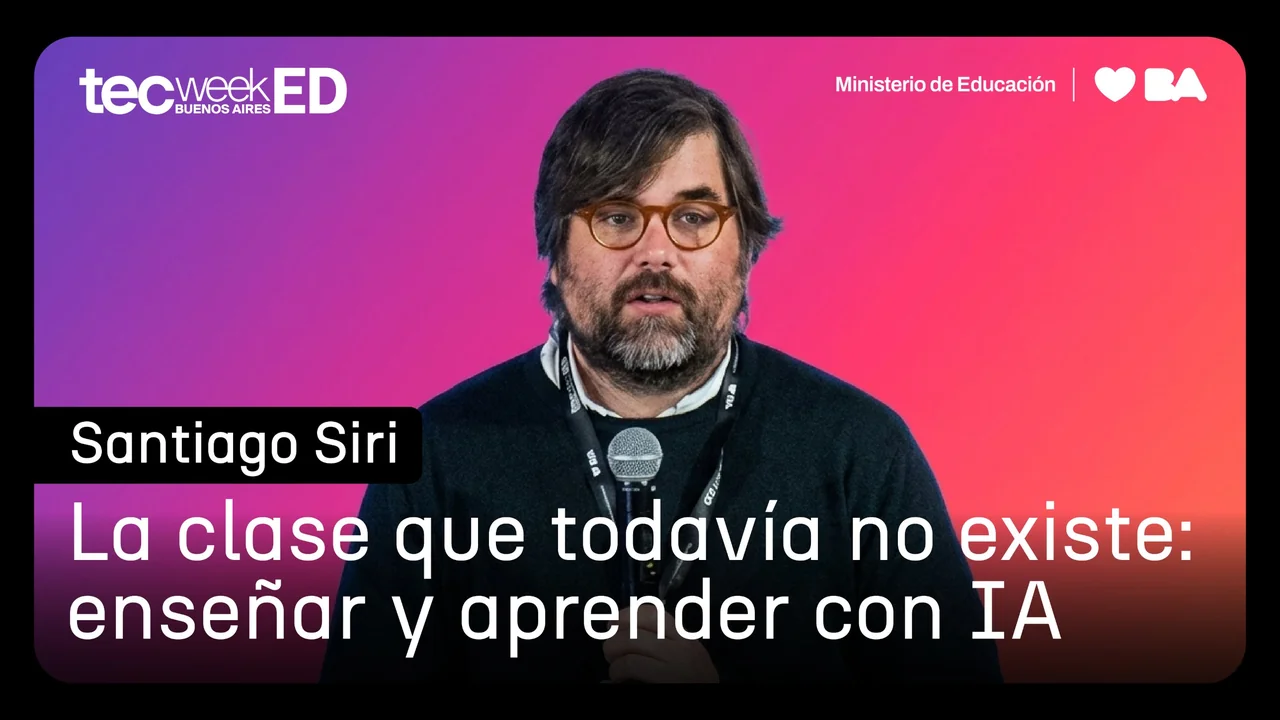 tecweekED
BUENOS AIRES
Ministerio de Educación
BA
Santiago Siri
La clase que todavía no existe:
enseñar y aprender con IA